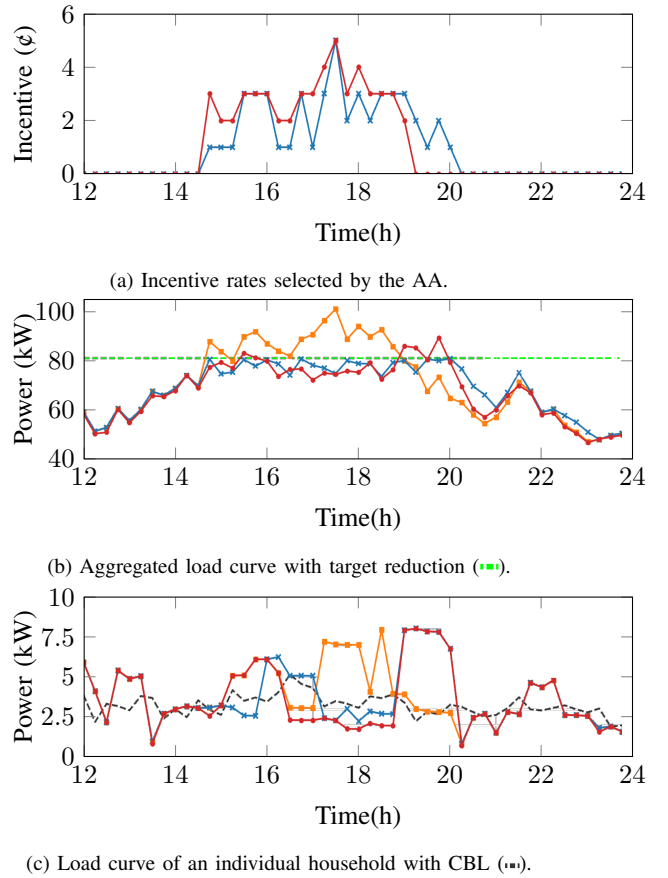 Incentive (¢)
6
4
2
0
12 14 16 18 20 22 24
Time(h)
(a) Incentive rates selected by the AA.
Power (kW)
100
80
60
40
12 14 16 18 20 22 24
Time(h)
(b) Aggregated load curve with target reduction ( ).
Power (kW)
10
7.5
5
2.5
0
12 14 16 18 20 22 24
Time(h)
(c) Load curve of an individual household with CBL ( ).